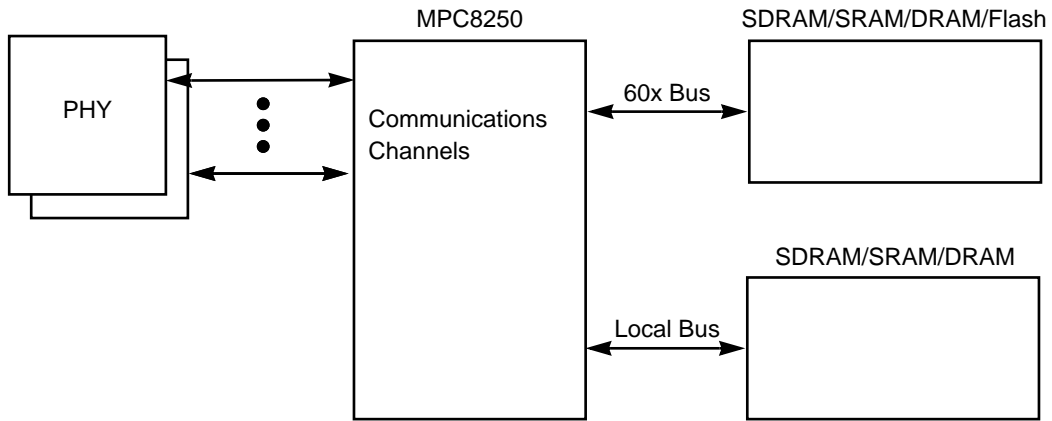 MPC8250
SDRAM/SRAM/DRAM/Flash
PHY
60x Bus
Communications
Channels
SDRAM/SRAM/DRAM
Local Bus